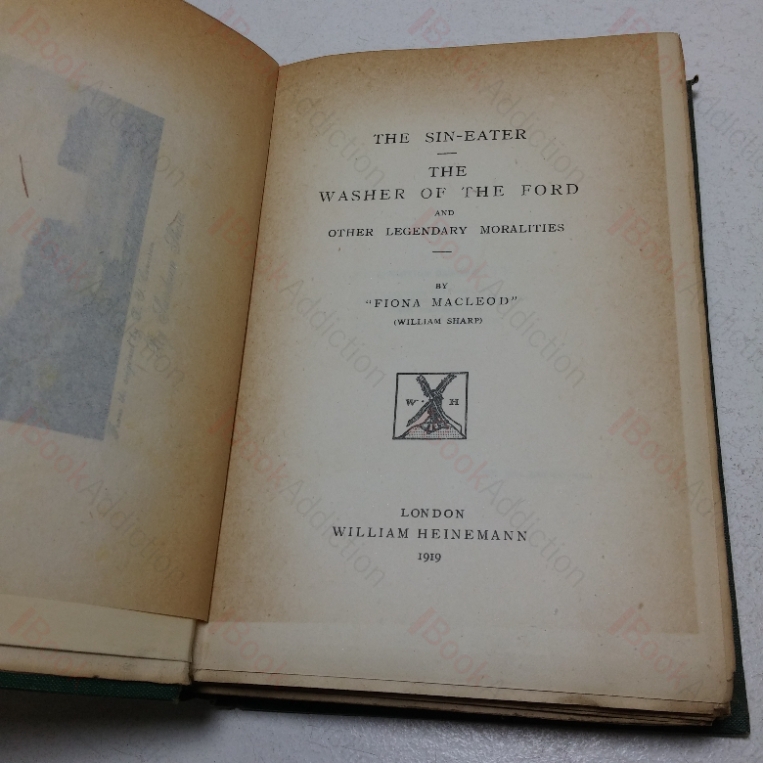 THE SIN-EATER
THE
WASHER OF THE FORD
AND
OTHER LEGENDARY MORALITIES
BY
"FIONA MACLEOD"
(WILLIAM SHARP)
W H
LONDON
WILLIAM HEINEMANN
1919
BookAddiction